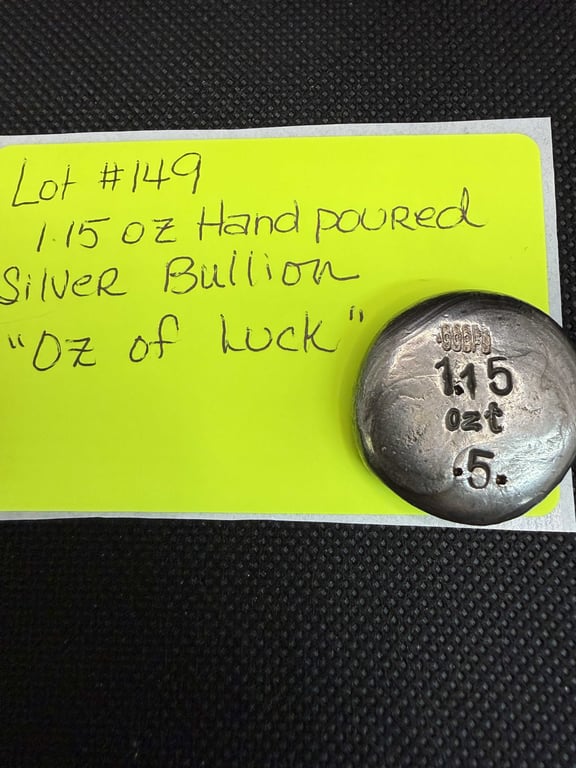 Lot #149
1.15 oz Hand poured
Silver Bullion
"Oz of Luck"
1.15
ozt
.5.